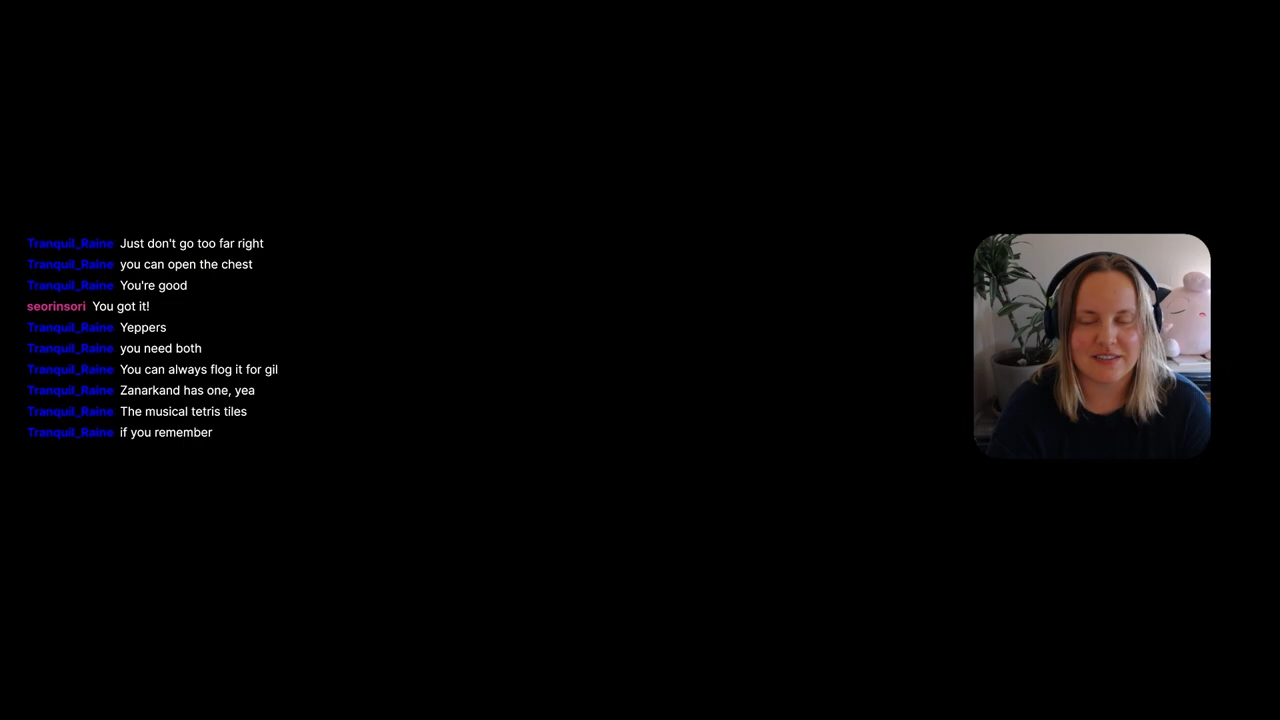 Tranquil_Raine Just don't go too far right
Tranquil_Raine you can open the chest
Tranquil_Raine You're good
seorinsori You got it!
Tranquil_Raine Yeppers
Tranquil_Raine you need both
Tranquil_Raine You can always flog it for gil
Tranquil_Raine Zanarkand has one, yea
Tranquil_Raine The musical tetris tiles
Tranquil_Raine if you remember